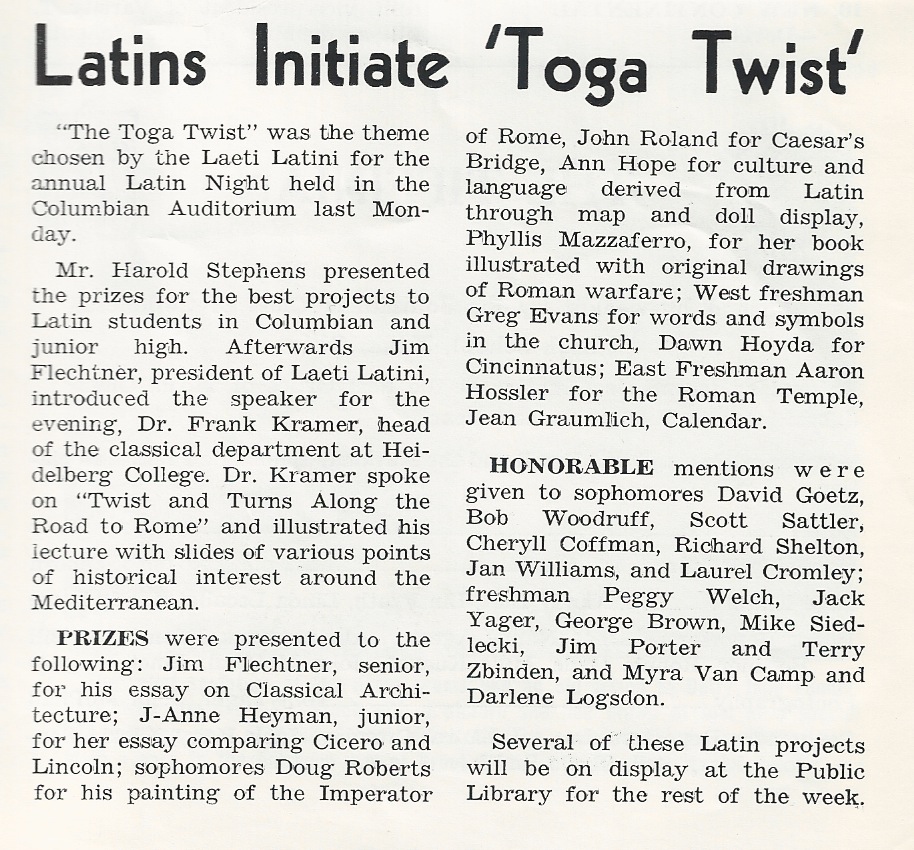 Latins Initiate 'Toga Twist'
"The Toga Twist" was the theme
chosen by the Laeti Latini for the
annual Latin Night held in the
Columbian Auditorium last Mon-
day.
Mr. Harold Stephens presented
the prizes for the best projects to
Latin students in Columbian and
junior high. Afterwards Jim
Flechtner, president of Laeti Latini,
introduced the speaker for the
evening, Dr. Frank Kramer, head
of the classical department at Hei-
delberg College. Dr. Kramer spoke
on "Twist and Turns Along the
Road to Rome" and illustrated his
lecture with slides of various points
of historical interest around the
Mediterranean.
PRIZES were presented to the
following: Jim Flechtner, senior,
for his essay on Classical Archi-
tecture; J-Anne Heyman, junior,
for her essay comparing Cicero and
Lincoln; sophomores Doug Roberts
for his painting of the Imperator
of Rome, John Roland for Caesar's
Bridge, Ann Hope for culture and
language derived from Latin
through map and doll display,
Phyllis Mazzaferro, for her book
illustrated with original drawings
of Roman warfare; West freshman
Greg Evans for words and symbols
in the church, Dawn Hoyda for
Cincinnatus; East Freshman Aaron
Hossler for the Roman Temple,
Jean Graumlich, Calendar.
HONORABLE mentions were
given to sophomores David Goetz,
Bob Woodruff, Scott Sattler,
Cheryll Coffman, Richard Shelton,
Jan Williams, and Laurel Cromley;
freshman Peggy Welch, Jack
Yager, George Brown, Mike Sied-
lecki, Jim Porter and Terry
Zbinden, and Myra Van Camp and
Darlene Logsdon.
Several of these Latin projects
will be on display at the Public
Library for the rest of the week.